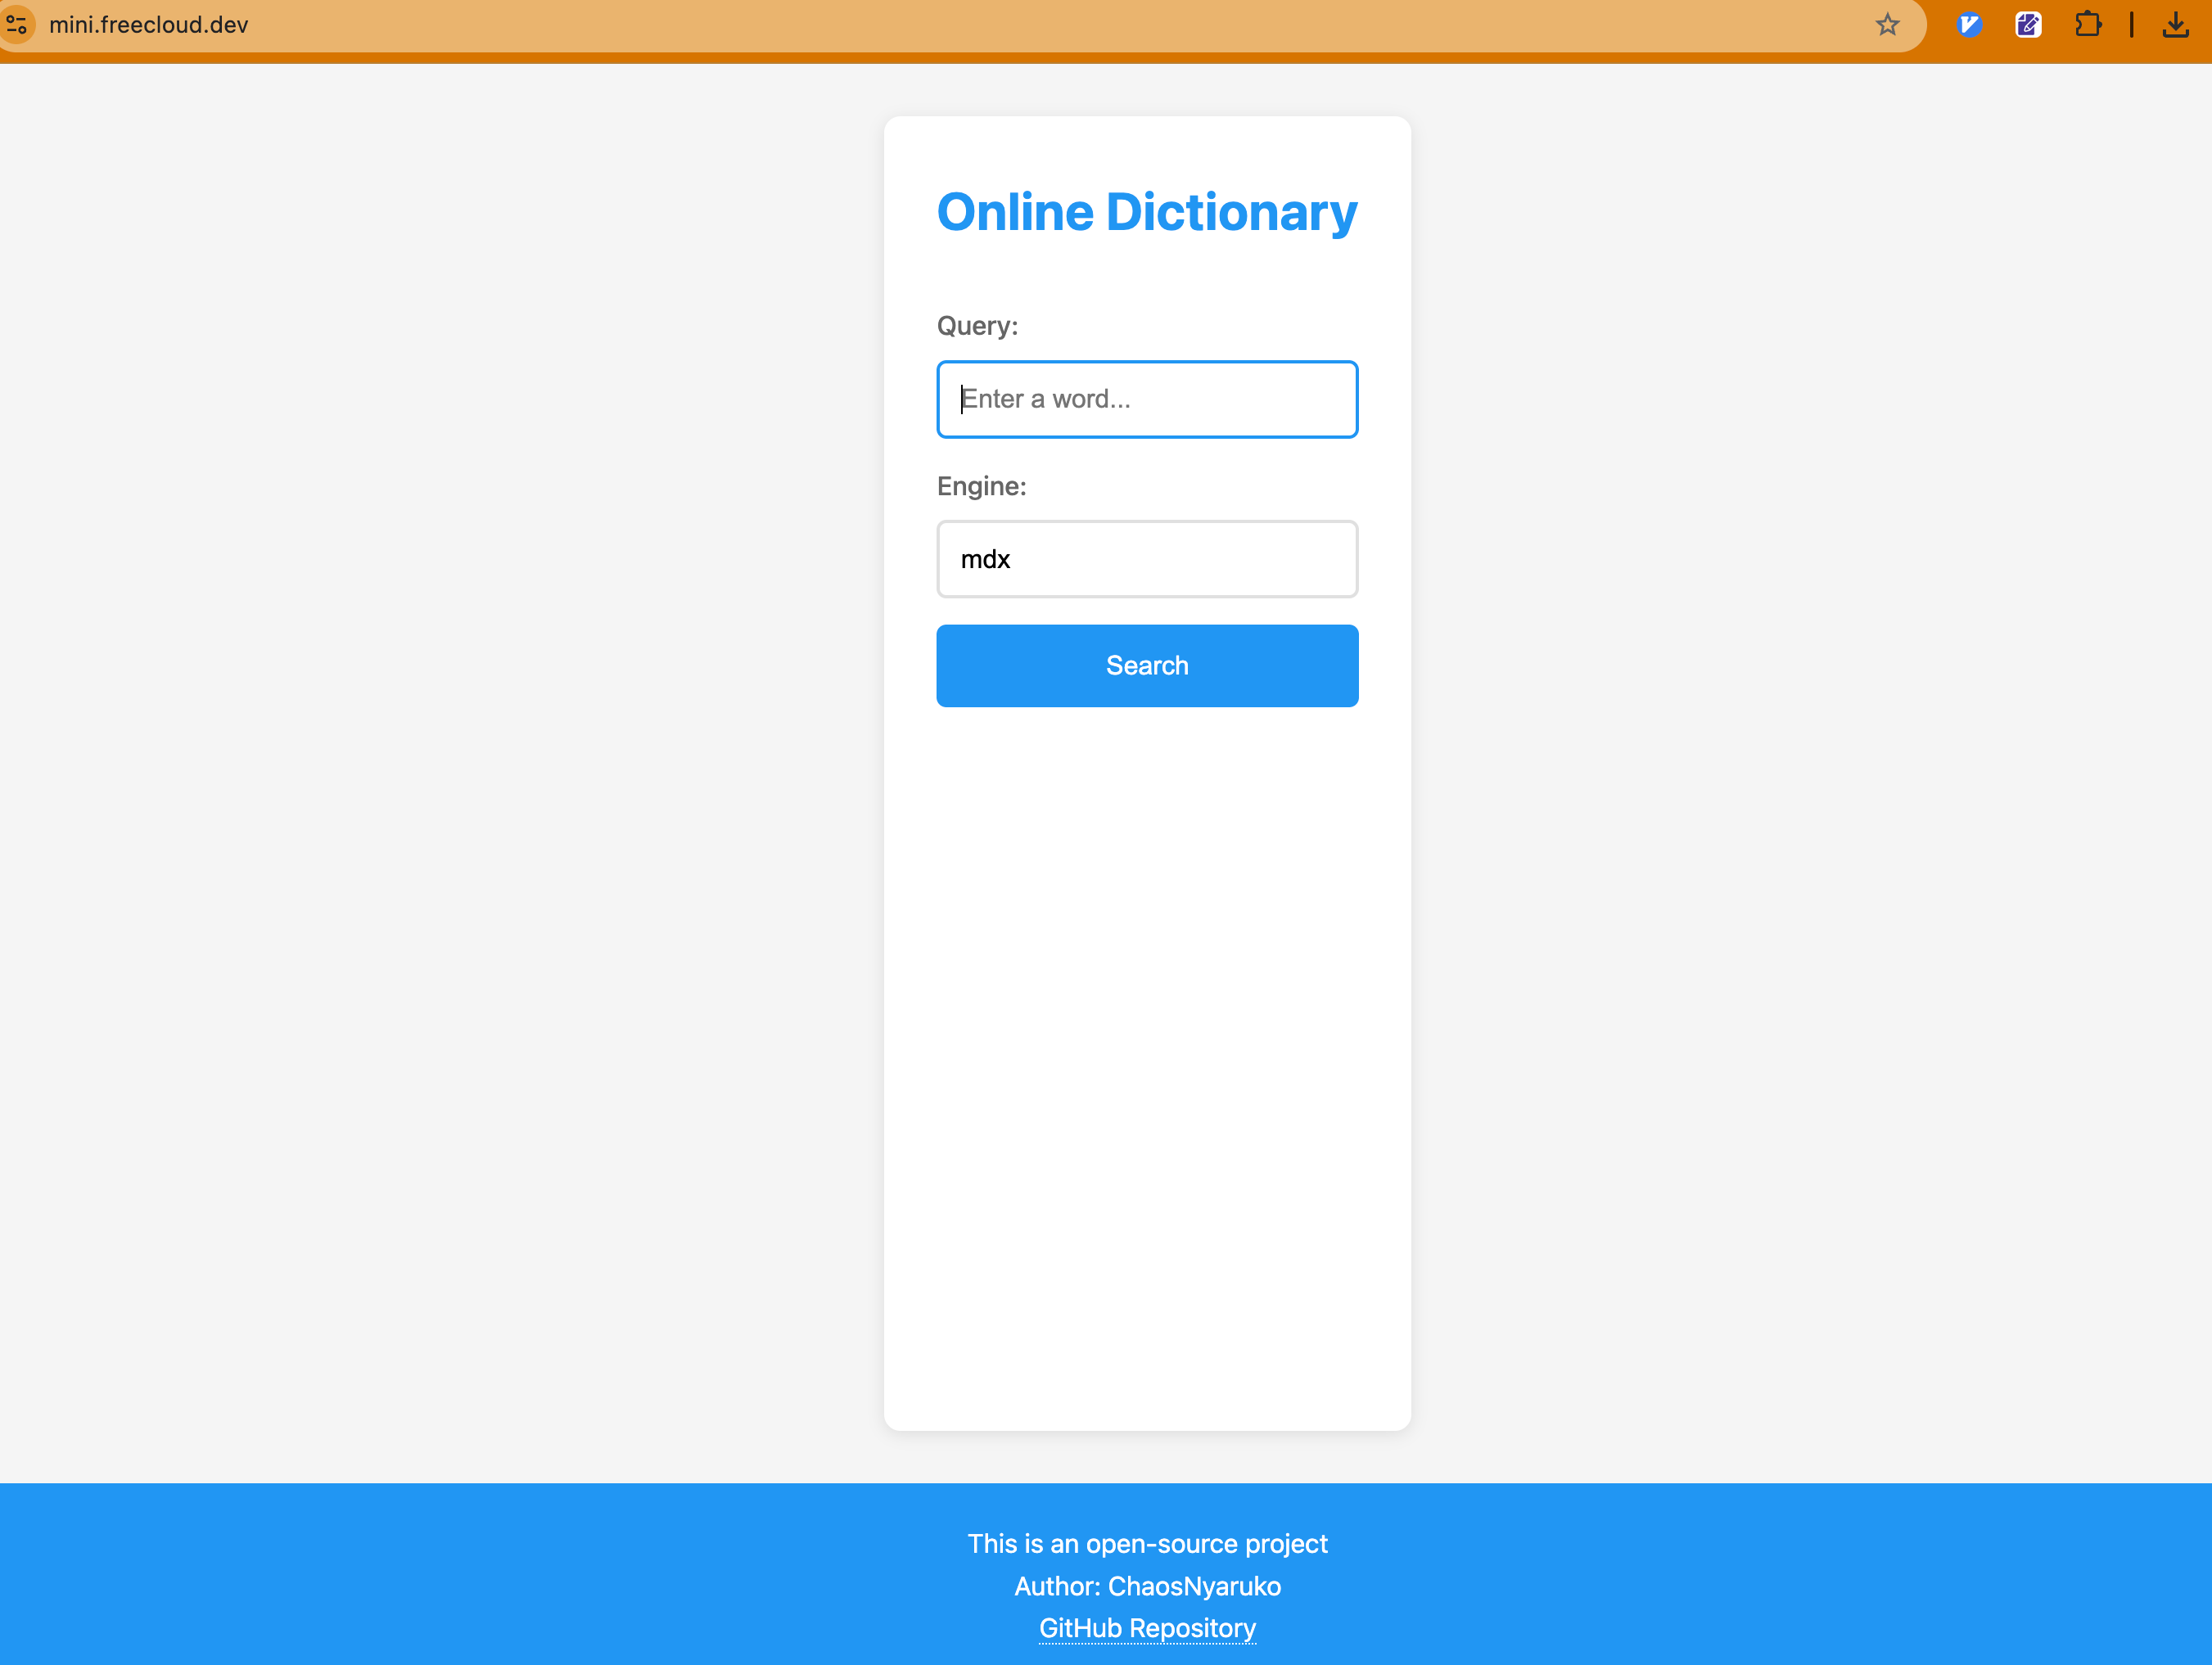 mini.freecloud.dev
Online Dictionary
Query:
Enter a word...
Engine:
mdx
Search
This is an open-source project
Author: ChaosNyaruko
GitHub Repository